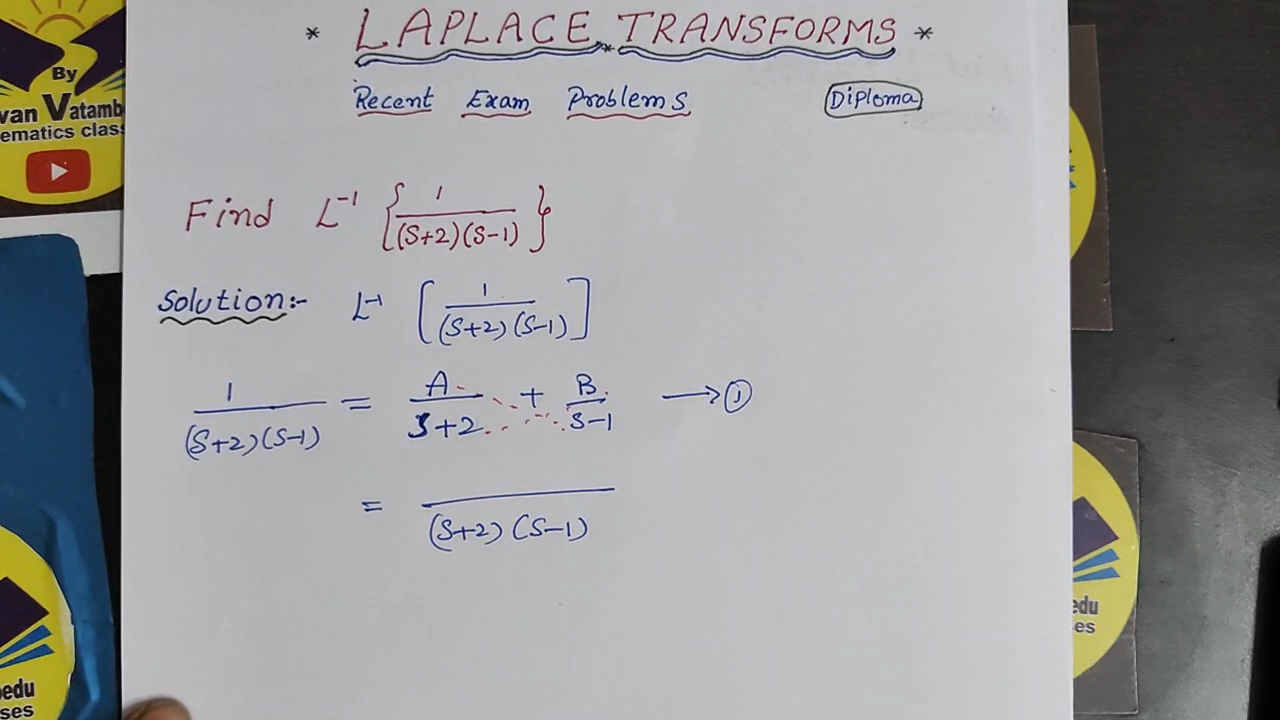 * LAPLACE TRANSFORMS *
Recent Exam Problems Diploma
By
van Vatamb
ematics class
Find L⁻¹ {1/((S+2)(S-1))}
Solution:- L⁻¹ [1/((S+2)(S-1))]
1/((S+2)(S-1)) = A/(S+2) + B/(S-1) → ①
= /((S+2)(S-1))
edu
ses
edu
es